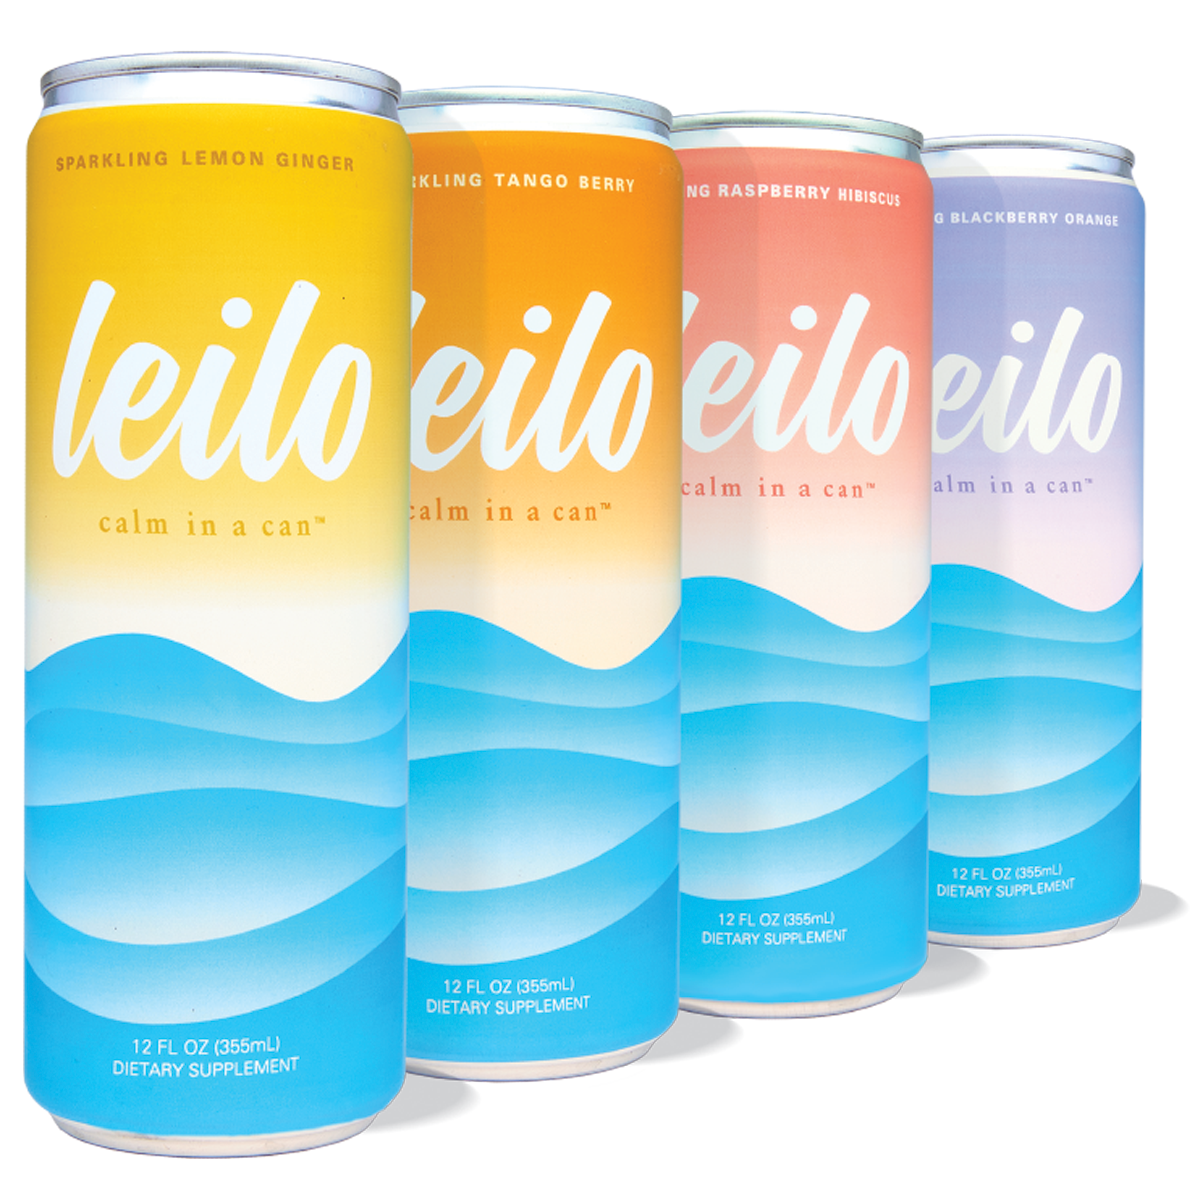 SPARKLING LEMON GINGER
leilo
calm in a can™
12 FL OZ (355mL)
DIETARY SUPPLEMENT
RKLING TANGO BERRY
eilo
calm in a can™
12 FL OZ (355mL)
DIETARY SUPPLEMENT
NG RASPBERRY HIBISCUS
leilo
calm in a can™
12 FL OZ (355mL)
DIETARY SUPPLEMENT
G BLACKBERRY ORANGE
eilo
alm in a can™
12 FL OZ (355mL)
DIETARY SUPPLEMENT